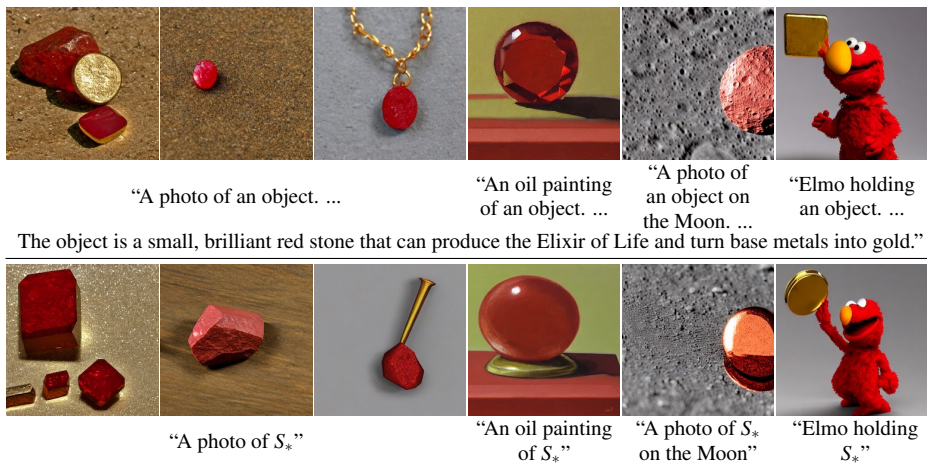 “A photo of an object. ...
“An oil painting
of an object. ...
“A photo of
an object on
the Moon. ...
“Elmo holding
an object. ...
The object is a small, brilliant red stone that can produce the Elixir of Life and turn base metals into gold.”
“A photo of S*”
“An oil painting
of S*”
“A photo of S*
on the Moon”
“Elmo holding
S*”